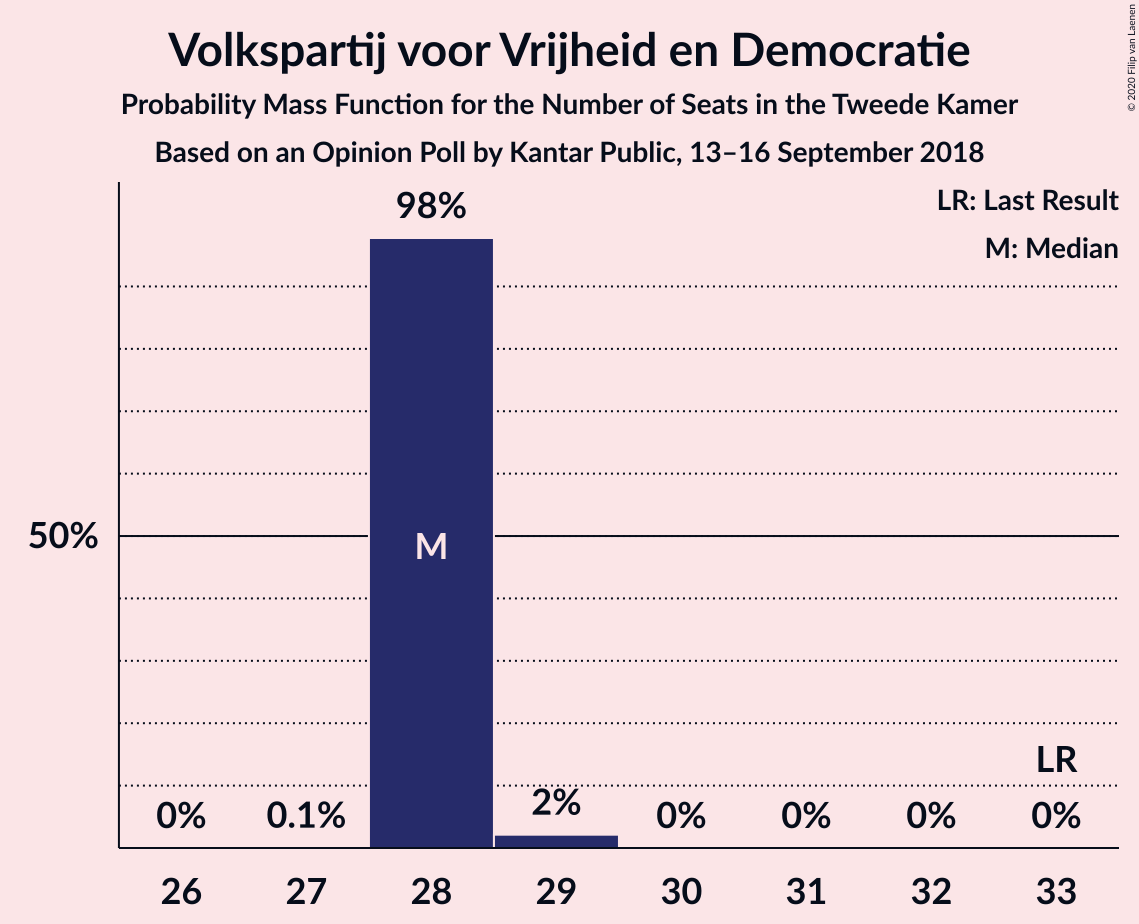 Volkspartij voor Vrijheid en Democratie
Probability Mass Function for the Number of Seats in the Tweede Kamer
Based on an Opinion Poll by Kantar Public, 13–16 September 2018
© 2020 Filip van Laenen
LR: Last Result
M: Median
98%
50%
M
LR
0% 0.1% 2% 0% 0% 0% 0%
26 27 28 29 30 31 32 33